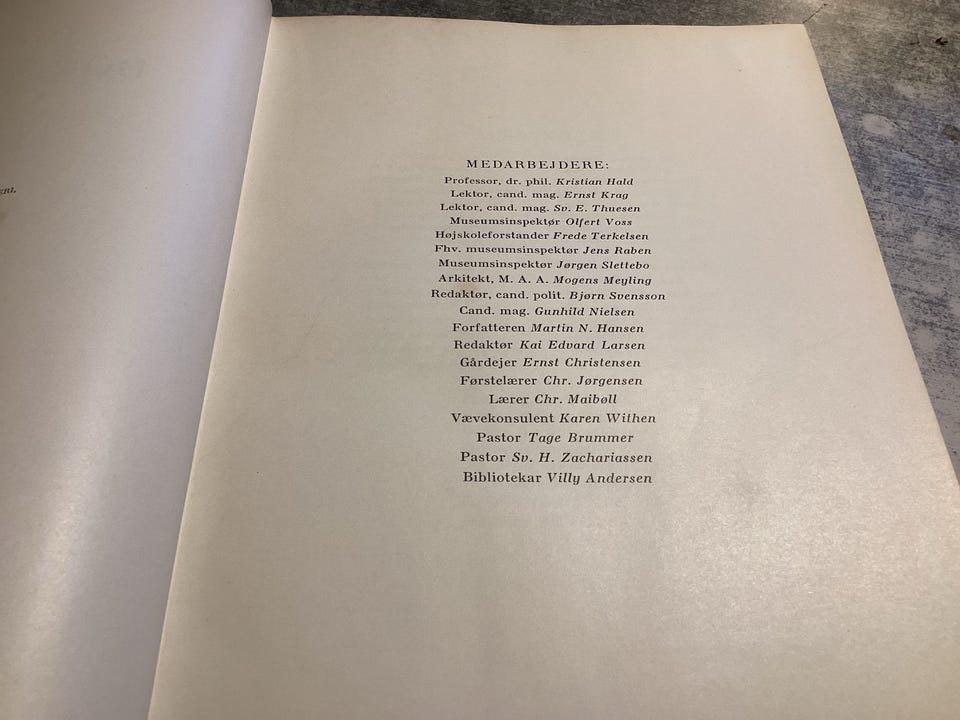 MEDARBEJDERE:
Professor, dr. phil. Kristian Hald
Lektor, cand. mag. Ernst Krag
Lektor, cand. mag. Sv. E. Thuesen
Museumsinspektør Olfert Voss
Højskoleforstander Frede Terkelsen
Fhv. museumsinspektør Jens Raben
Museumsinspektør Jørgen Slettebo
Arkitekt, M. A. A. Mogens Meyling
Redaktør, cand. polit. Bjørn Svensson
Cand. mag. Gunhild Nielsen
Forfatteren Martin N. Hansen
Redaktør Kai Edvard Larsen
Gårdejer Ernst Christensen
Førstelærer Chr. Jørgensen
Lærer Chr. Maibøll
Vævekonsulent Karen Withen
Pastor Tage Brummer
Pastor Sv. H. Zachariassen
Bibliotekar Villy Andersen